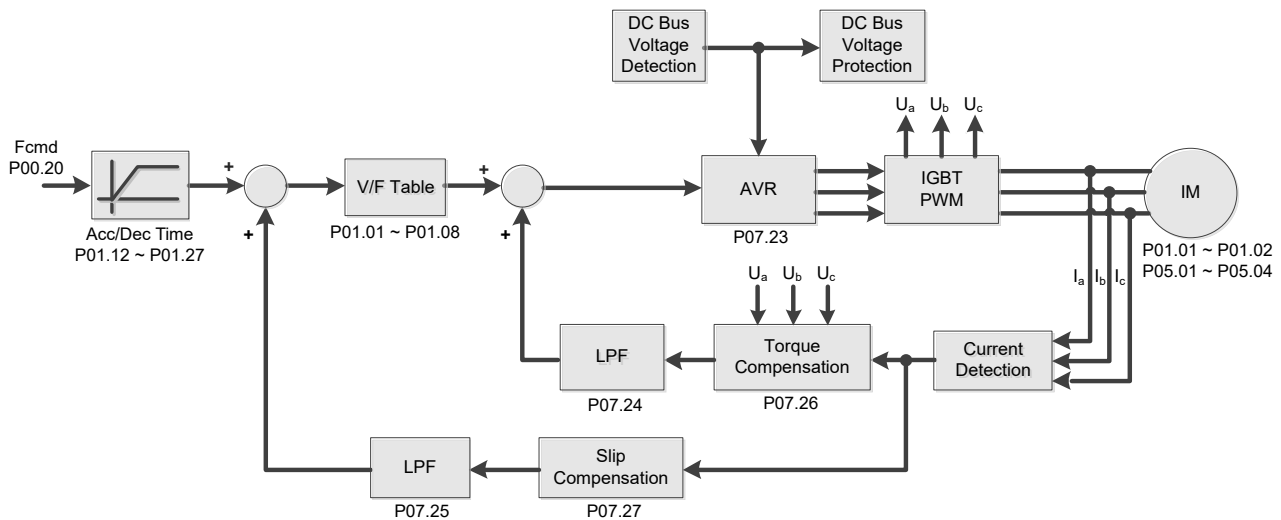 DC Bus
Voltage
Detection
DC Bus
Voltage
Protection
Ua
Ub
Uc
Fcmd
P00.20
+
+
V/F Table
AVR
IGBT
PWM
IM
Acc/Dec Time
P01.12 ~ P01.27
+
P01.01 ~ P01.08
+
P07.23
P01.01 ~ P01.02
P05.01 ~ P05.04
Ua
Ub
Uc
Ia
Ib
Ic
LPF
Torque
Compensation
Current
Detection
P07.24
P07.26
LPF
Slip
Compensation
P07.25
P07.27